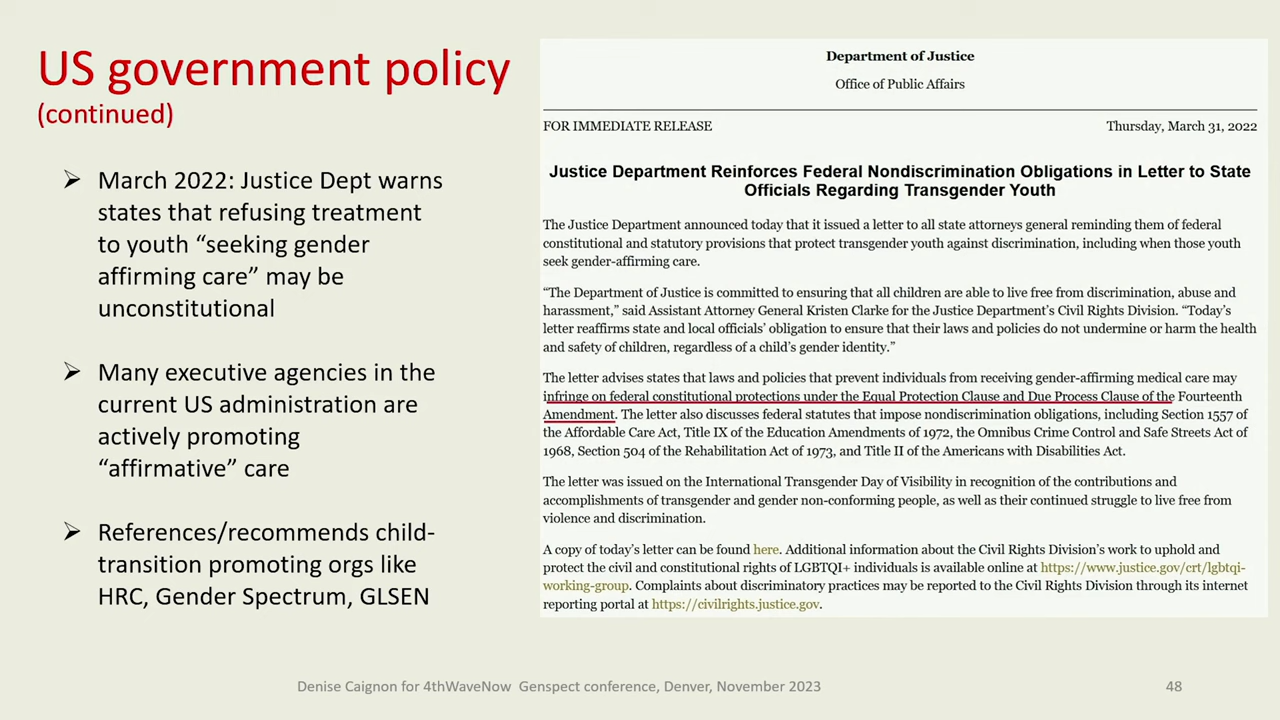 US government policy
(continued)
➢ March 2022: Justice Dept warns
states that refusing treatment
to youth “seeking gender
affirming care” may be
unconstitutional
➢ Many executive agencies in the
current US administration are
actively promoting
“affirmative” care
➢ References/recommends child-
transition promoting orgs like
HRC, Gender Spectrum, GLSEN
Department of Justice
Office of Public Affairs
FOR IMMEDIATE RELEASE Thursday, March 31, 2022
Justice Department Reinforces Federal Nondiscrimination Obligations in Letter to State
Officials Regarding Transgender Youth
The Justice Department announced today that it issued a letter to all state attorneys general reminding them of federal
constitutional and statutory provisions that protect transgender youth against discrimination, including when those youth
seek gender-affirming care.
“The Department of Justice is committed to ensuring that all children are able to live free from discrimination, abuse and
harassment,” said Assistant Attorney General Kristen Clarke for the Justice Department’s Civil Rights Division. “Today’s
letter reaffirms state and local officials’ obligation to ensure that their laws and policies do not undermine or harm the health
and safety of children, regardless of a child’s gender identity.”
The letter advises states that laws and policies that prevent individuals from receiving gender-affirming medical care may
infringe on federal constitutional protections under the Equal Protection Clause and Due Process Clause of the Fourteenth
Amendment. The letter also discusses federal statutes that impose nondiscrimination obligations, including Section 1557 of
the Affordable Care Act, Title IX of the Education Amendments of 1972, the Omnibus Crime Control and Safe Streets Act of
1968, Section 504 of the Rehabilitation Act of 1973, and Title II of the Americans with Disabilities Act.
The letter was issued on the International Transgender Day of Visibility in recognition of the contributions and
accomplishments of transgender and gender non-conforming people, as well as their continued struggle to live free from
violence and discrimination.
A copy of today’s letter can be found here. Additional information about the Civil Rights Division’s work to uphold and
protect the civil and constitutional rights of LGBTQI+ individuals is available online at https://www.justice.gov/crt/lgbtqi-
working-group. Complaints about discriminatory practices may be reported to the Civil Rights Division through its internet
reporting portal at https://civilrights.justice.gov.
Denise Caignon for 4thWaveNow Genspect conference, Denver, November 2023 48